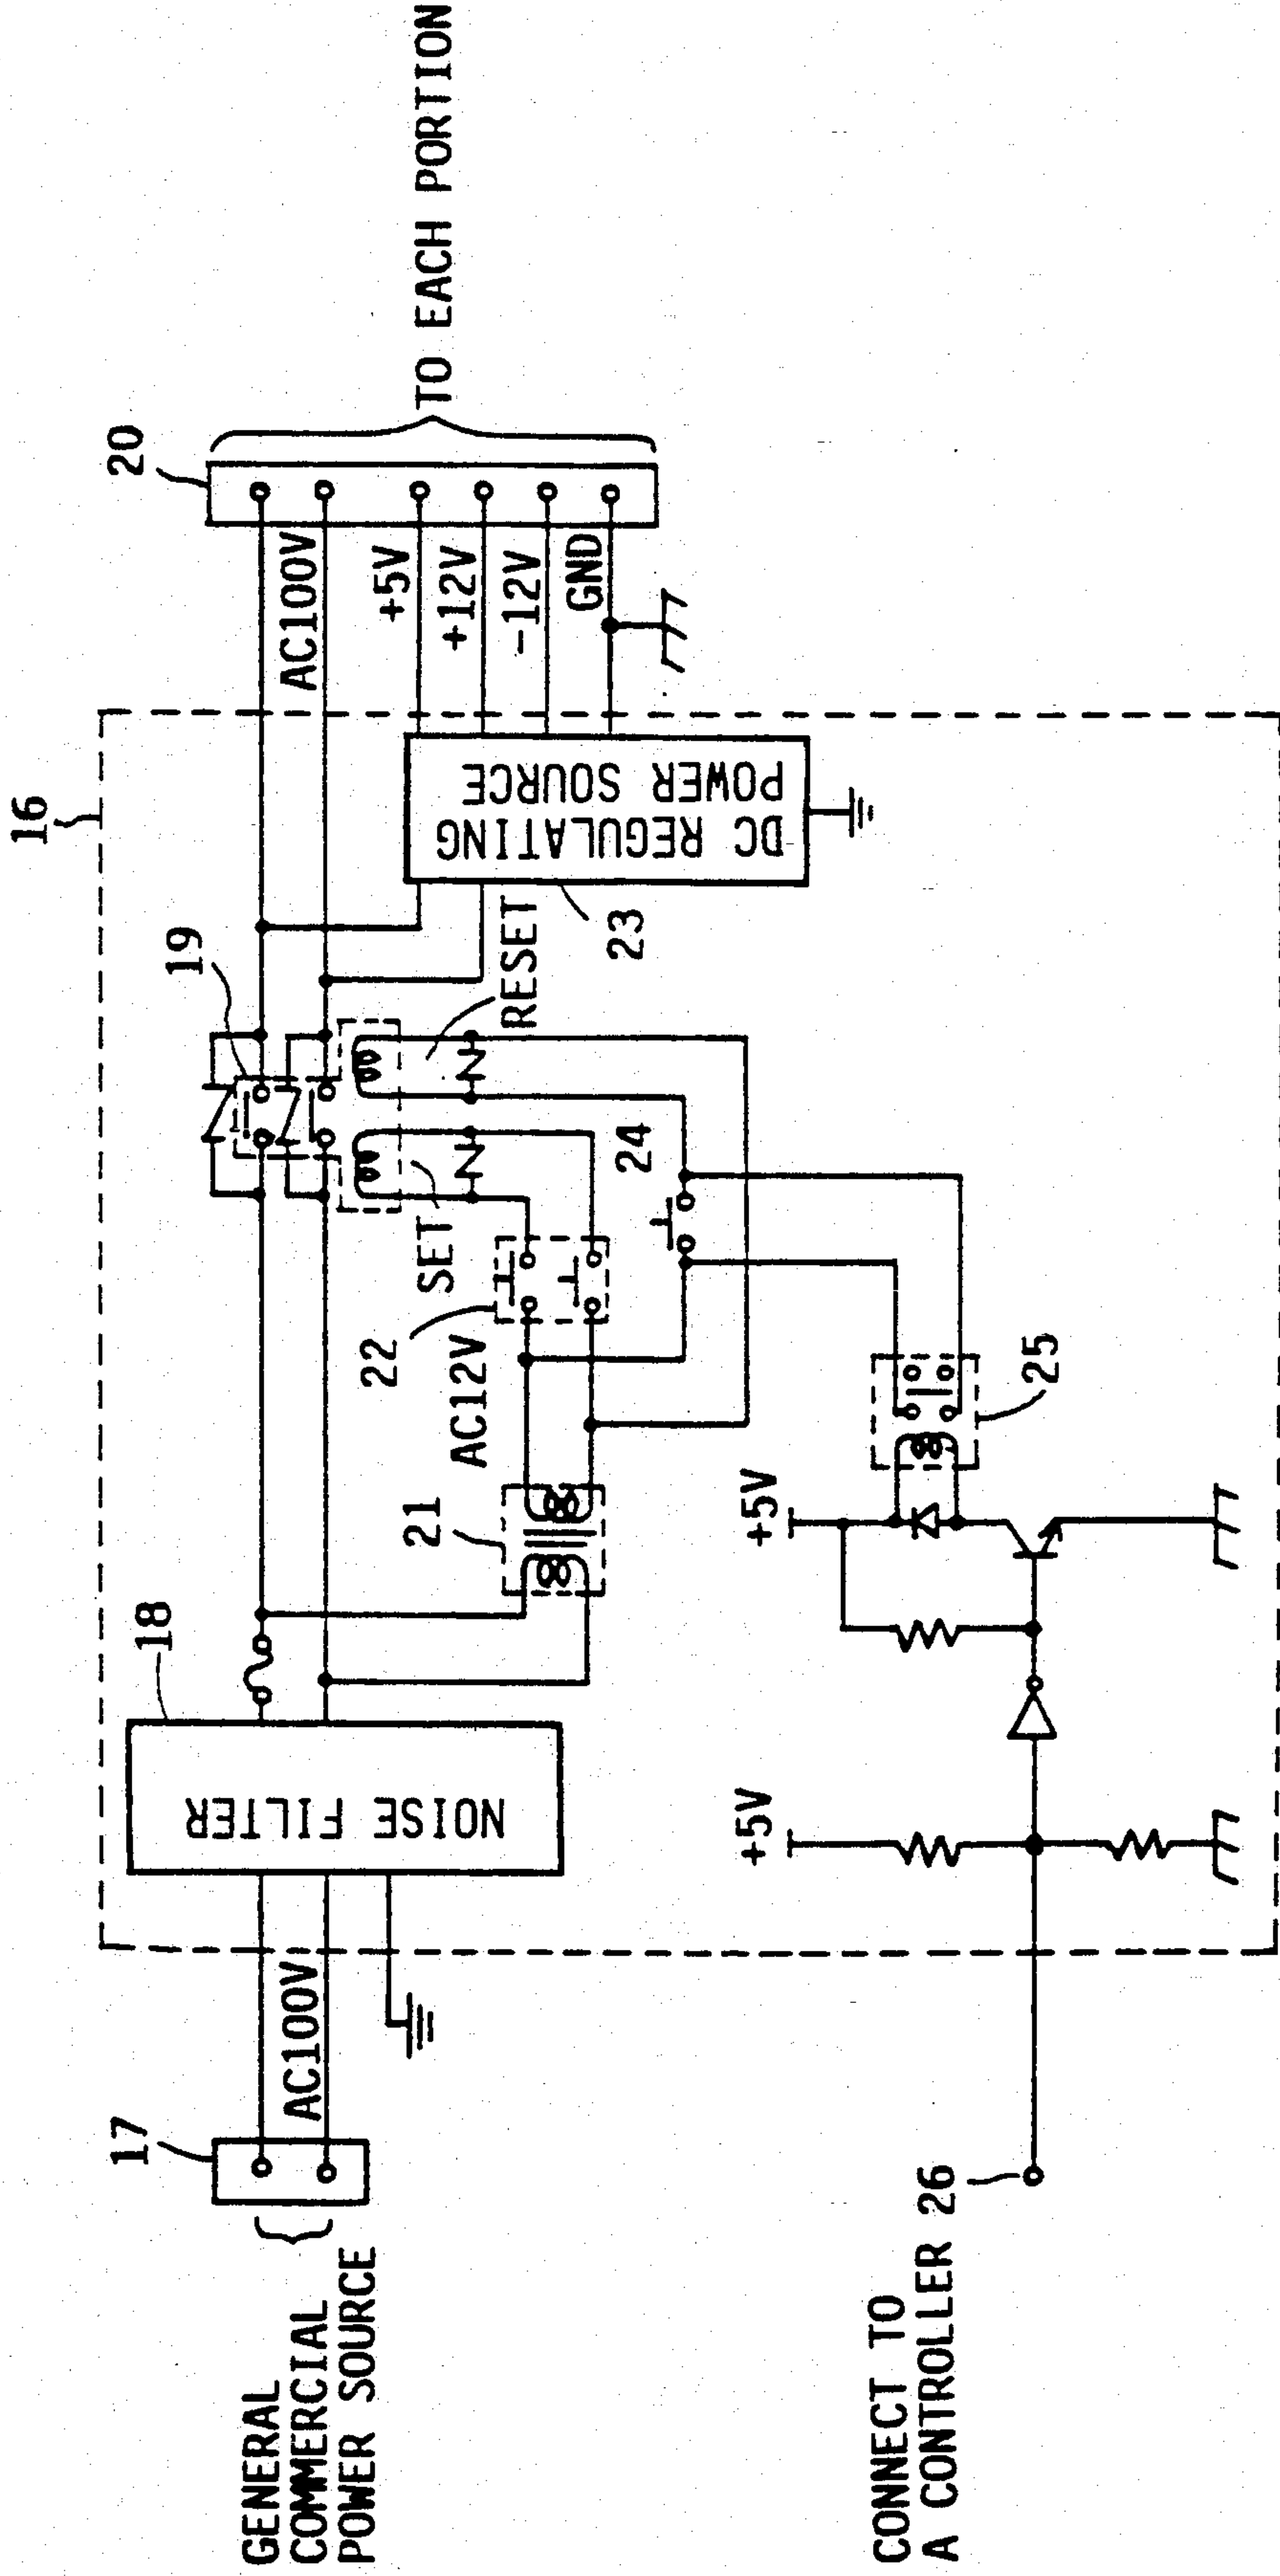 16
17
GENERAL
COMMERCIAL
POWER SOURCE
AC100V
18
NOISE FILTER
19
20
AC100V
+5V
+12V
-12V
GND
TO EACH PORTION
21
AC12V
22
SET
RESET
23
DC REGULATING
POWER SOURCE
24
25
+5V
+5V
CONNECT TO
A CONTROLLER 26